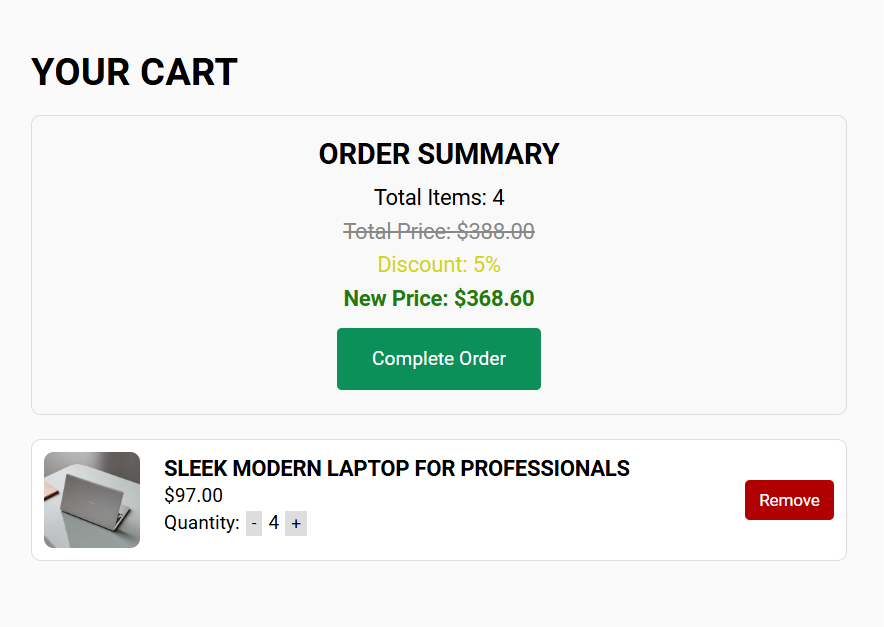 YOUR CART
ORDER SUMMARY
Total Items: 4
Total Price: $388.00
Discount: 5%
New Price: $368.60
Complete Order
SLEEK MODERN LAPTOP FOR PROFESSIONALS
$97.00
Quantity: - 4 +
Remove